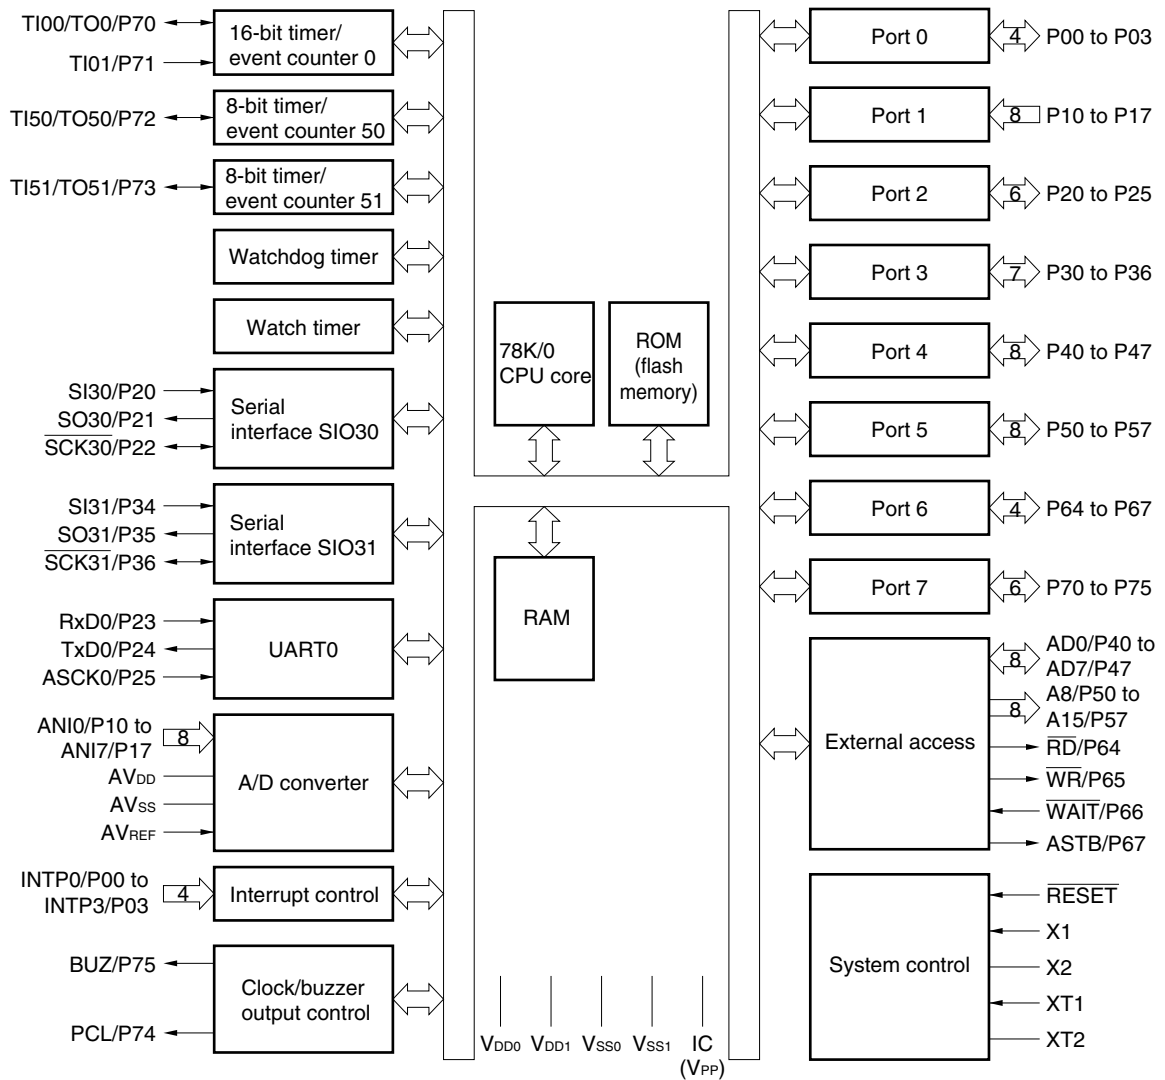 TI00/TO0/P70
TI01/P71
16-bit timer/
event counter 0
TI50/TO50/P72
8-bit timer/
event counter 50
TI51/TO51/P73
8-bit timer/
event counter 51
Watchdog timer
Watch timer
SI30/P20
SO30/P21
SCK30/P22
Serial
interface SIO30
SI31/P34
SO31/P35
SCK31/P36
Serial
interface SIO31
RxD0/P23
TxD0/P24
ASCK0/P25
UART0
ANI0/P10 to
ANI7/P17
8
AVDD
AVSS
AVREF
A/D converter
INTP0/P00 to
INTP3/P03
4
Interrupt control
BUZ/P75
PCL/P74
Clock/buzzer
output control
78K/0
CPU core
ROM
(flash
memory)
RAM
VDD0
VDD1
VSS0
VSS1
IC
(VPP)
Port 0
4
P00 to P03
Port 1
8
P10 to P17
Port 2
6
P20 to P25
Port 3
7
P30 to P36
Port 4
8
P40 to P47
Port 5
8
P50 to P57
Port 6
4
P64 to P67
Port 7
6
P70 to P75
External access
8
AD0/P40 to
AD7/P47
8
A8/P50 to
A15/P57
RD/P64
WR/P65
WAIT/P66
ASTB/P67
System control
RESET
X1
X2
XT1
XT2